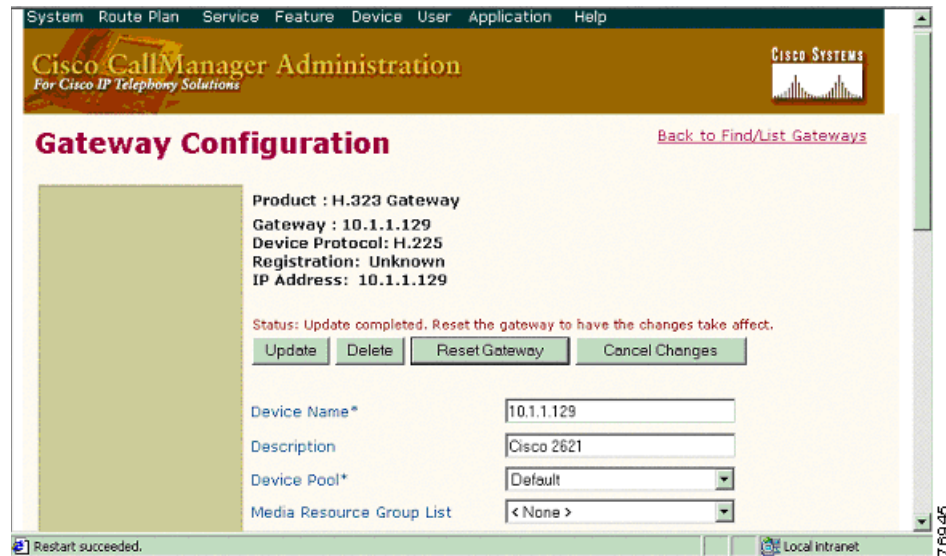 System Route Plan Service Feature Device User Application Help
Cisco CallManager Administration
For Cisco IP Telephony Solutions
CISCO SYSTEMS
Gateway Configuration
Back to Find/List Gateways
Product : H.323 Gateway
Gateway : 10.1.1.129
Device Protocol: H.225
Registration: Unknown
IP Address: 10.1.1.129
Status: Update completed. Reset the gateway to have the changes take affect.
Update Delete Reset Gateway Cancel Changes
Device Name* 10.1.1.129
Description Cisco 2621
Device Pool* Default
Media Resource Group List < None >
Restart succeeded. Local intranet